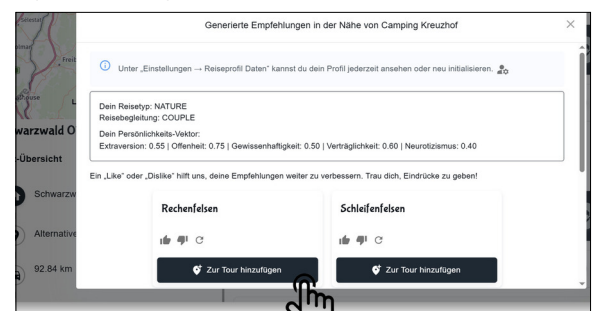 Generierte Empfehlungen in der Nähe von Camping Kreuzhof
Unter „Einstellungen → Reiseprofil Daten" kannst du dein Profil jederzeit ansehen oder neu initialisieren.
Dein Reisetyp: NATURE
Reisebegleitung: COUPLE
Dein Persönlichkeits-Vektor:
Extraversion: 0.55 | Offenheit: 0.75 | Gewissenhaftigkeit: 0.50 | Verträglichkeit: 0.60 | Neurotizismus: 0.40
Ein „Like" oder „Dislike" hilft uns, deine Empfehlungen weiter zu verbessern. Trau dich, Eindrücke zu geben!
Rechenfelsen
Schleifenfelsen
Zur Tour hinzufügen
Zur Tour hinzufügen
warzwald O
-Übersicht
Schwarzw
Alternative
92.84 km